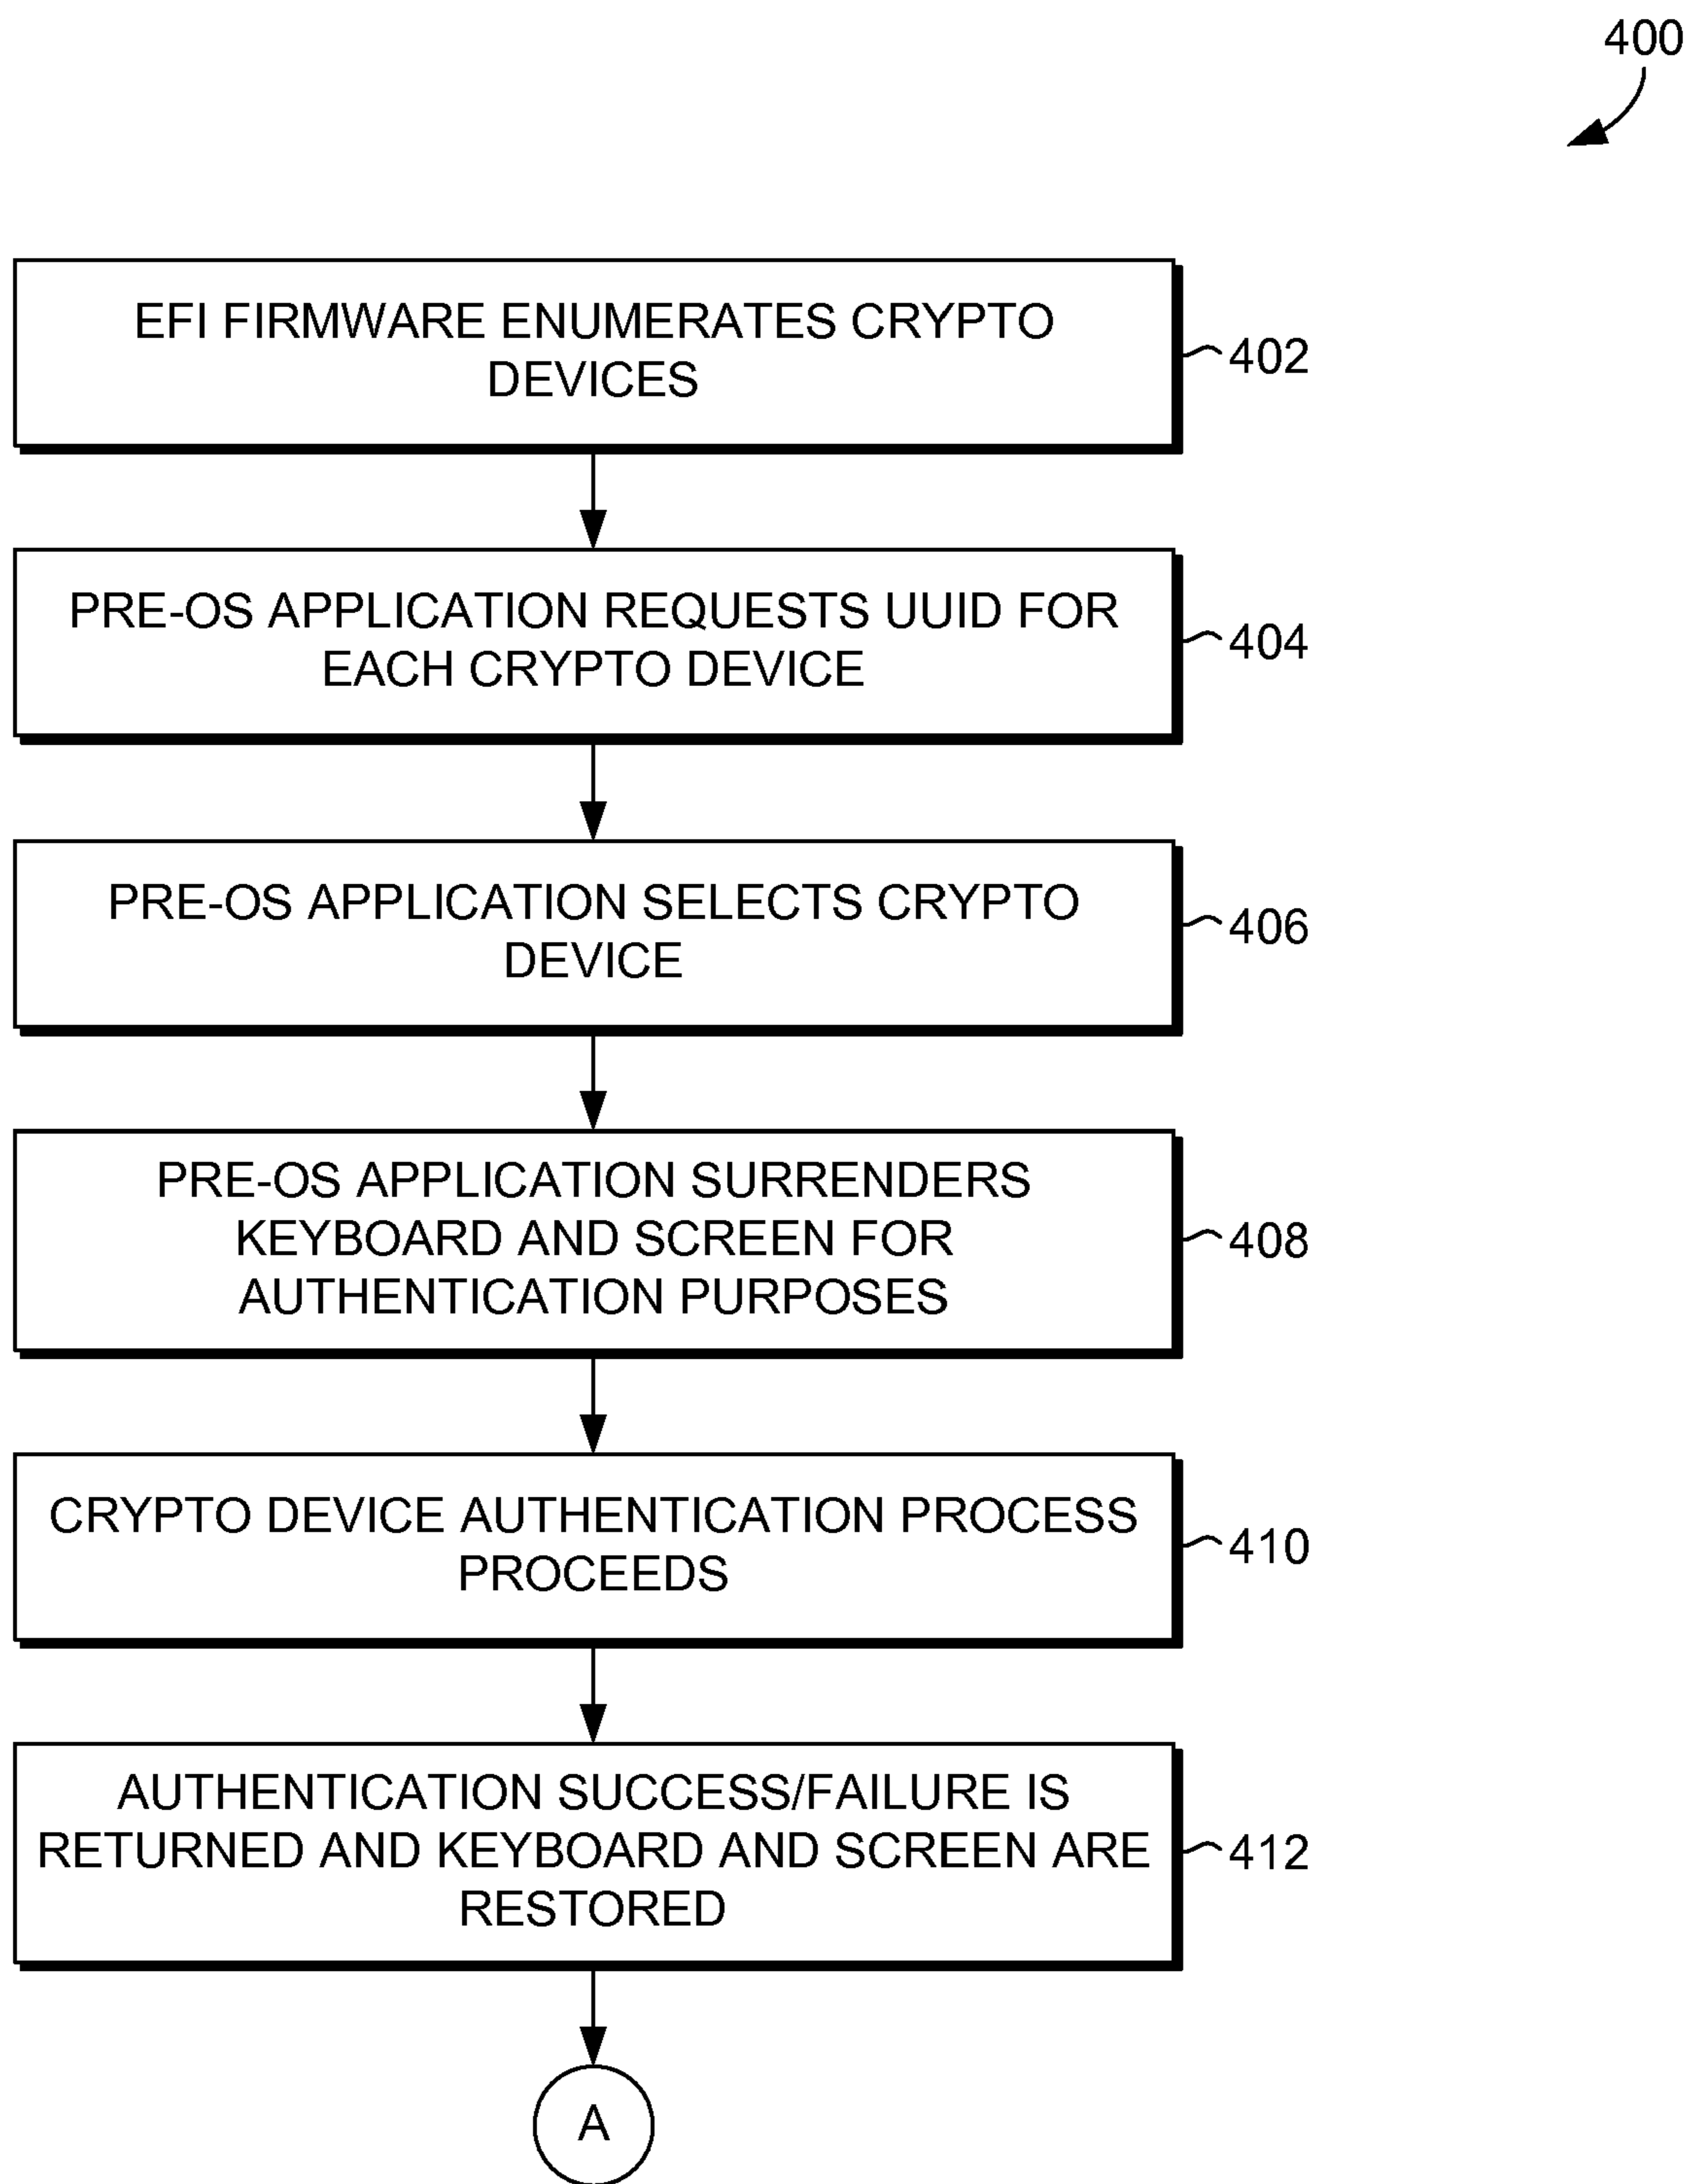 400
EFI FIRMWARE ENUMERATES CRYPTO
DEVICES
402
PRE-OS APPLICATION REQUESTS UUID FOR
EACH CRYPTO DEVICE
404
PRE-OS APPLICATION SELECTS CRYPTO
DEVICE
406
PRE-OS APPLICATION SURRENDERS
KEYBOARD AND SCREEN FOR
AUTHENTICATION PURPOSES
408
CRYPTO DEVICE AUTHENTICATION PROCESS
PROCEEDS
410
AUTHENTICATION SUCCESS/FAILURE IS
RETURNED AND KEYBOARD AND SCREEN ARE
RESTORED
412
A